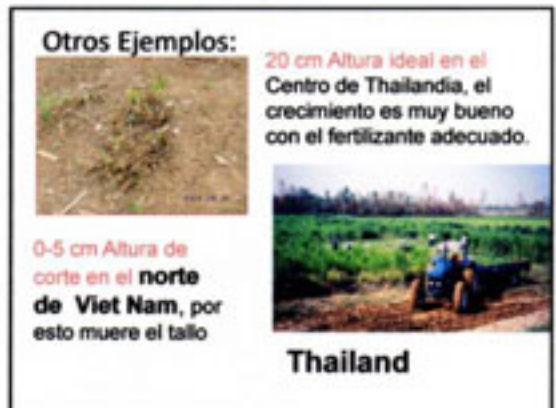 Otros Ejemplos:
20 cm Altura ideal en el
Centro de Thailandia, el
crecimiento es muy bueno
con el fertilizante adecuado.
0-5 cm Altura de
corte en el norte
de Viet Nam, por
esto muere el tallo
Thailand